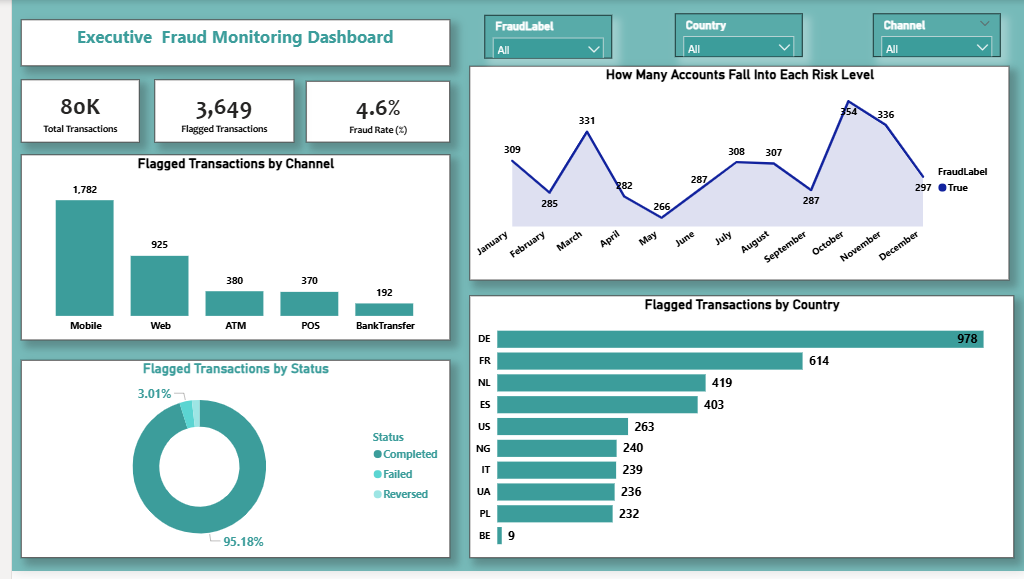 Executive  Fraud Monitoring Dashboard
FraudLabel
All
Country
All
Channel
All
80K
Total Transactions
3,649
Flagged Transactions
4.6%
Fraud Rate (%)
How Many Accounts Fall Into Each Risk Level
309
285
331
282
266
287
308
307
287
354
336
297
January
February
March
April
May
June
July
August
September
October
November
December
FraudLabel
True
Flagged Transactions by Channel
1,782
925
380
370
192
Mobile
Web
ATM
POS
BankTransfer
Flagged Transactions by Status
3.01%
95.18%
Status
Completed
Failed
Reversed
Flagged Transactions by Country
DE 978
FR 614
NL 419
ES 403
US 263
NG 240
IT 239
UA 236
PL 232
BE 9